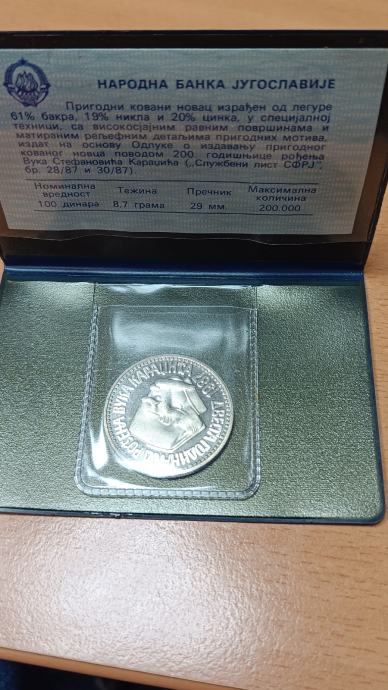 НАРОДНА БАНКА ЈУГОСЛАВИЈЕ
Пригодни ковани новац израђен од легуре
61% бакра, 19% никла и 20% цинка, у специјалној
техници, са високосјајним равним површинама и
матираним рељефним детаљима пригодних мотива,
издат на основу Одлуке о издавању пригодног
кованог новца поводом 200. годишњице рођења
Вука Стефановића Караџића („Службени лист СФРЈ",
бр. 28/87 и 30/87).
Номинална Тежина Пречник Максимална
вредност количина
100 динара 8,7 грама 29 мм. 200.000
ВУКА КАРАЏИЋА